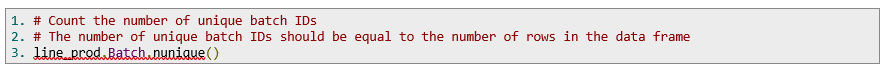 1. # Count the number of unique batch IDs
2. # The number of unique batch IDs should be equal to the number of rows in the data frame
3. line_prod.Batch.nunique()